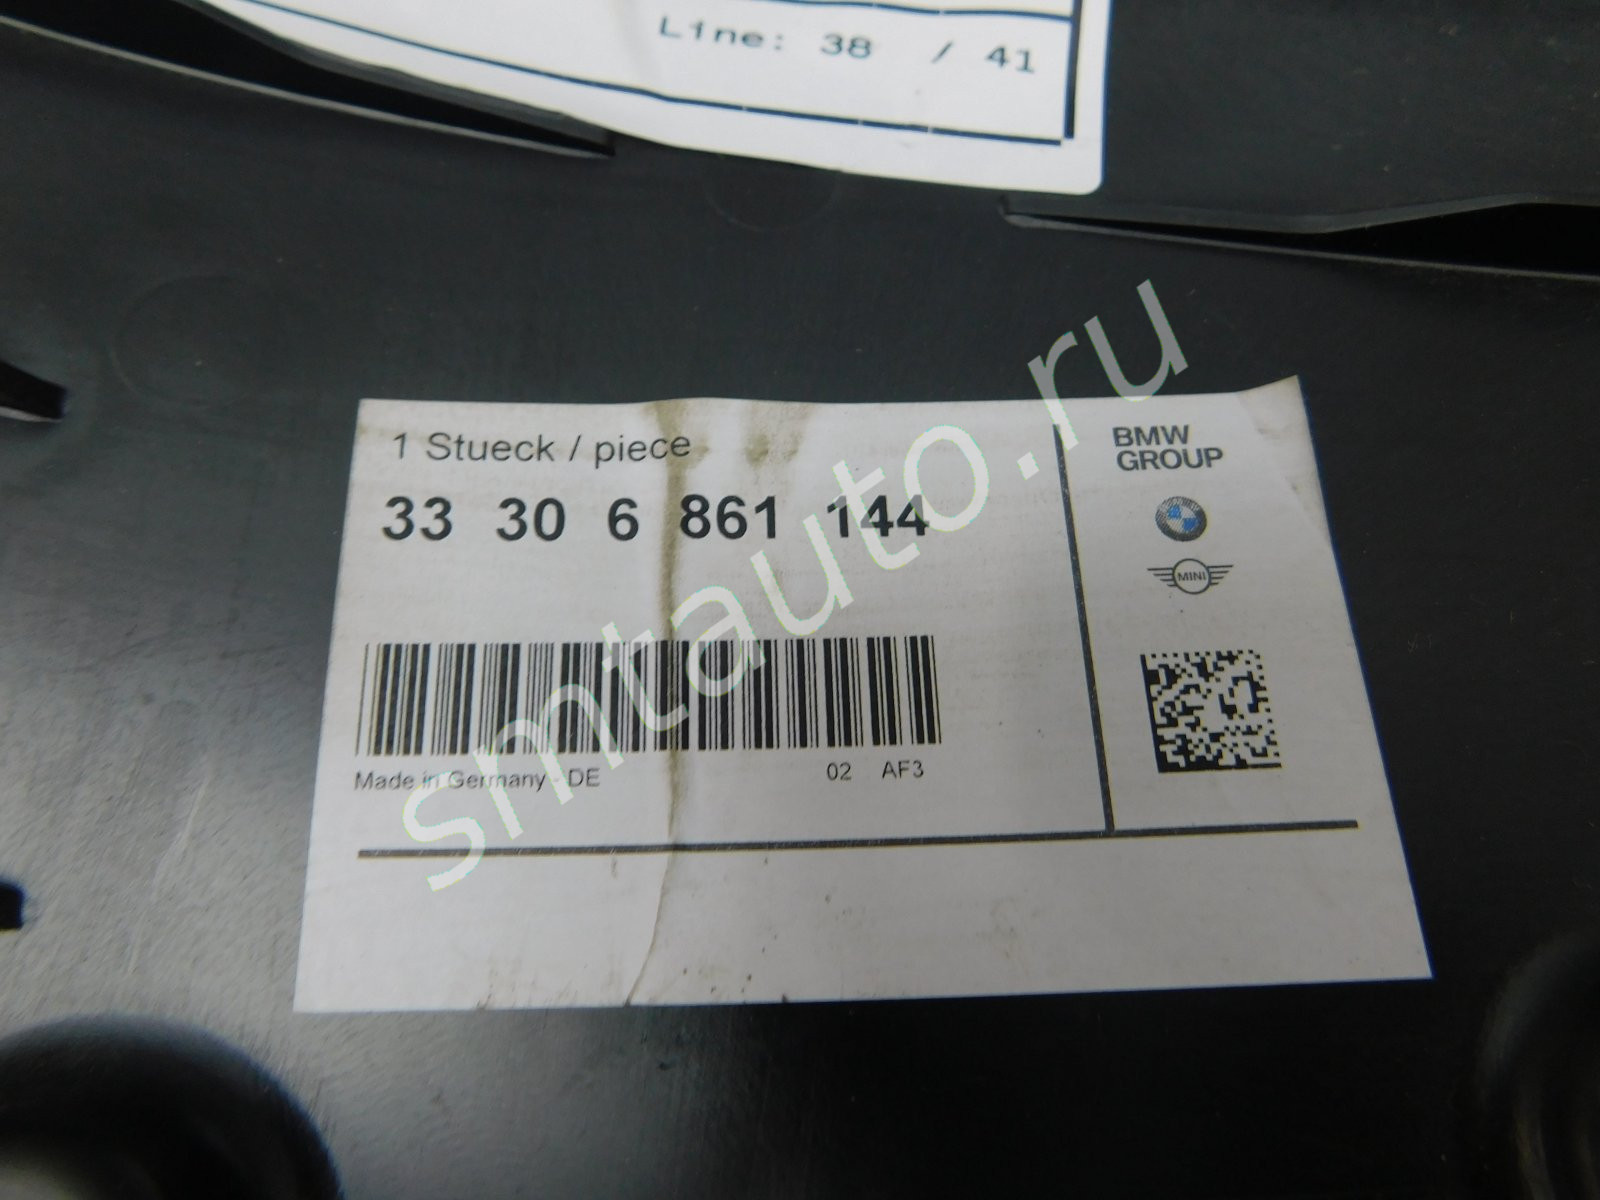 Line: 38 / 41
1 Stueck / piece
33 30 6 861 144
Made in Germany - DE
02 AF3
BMW
GROUP
MINI
smtauto.ru